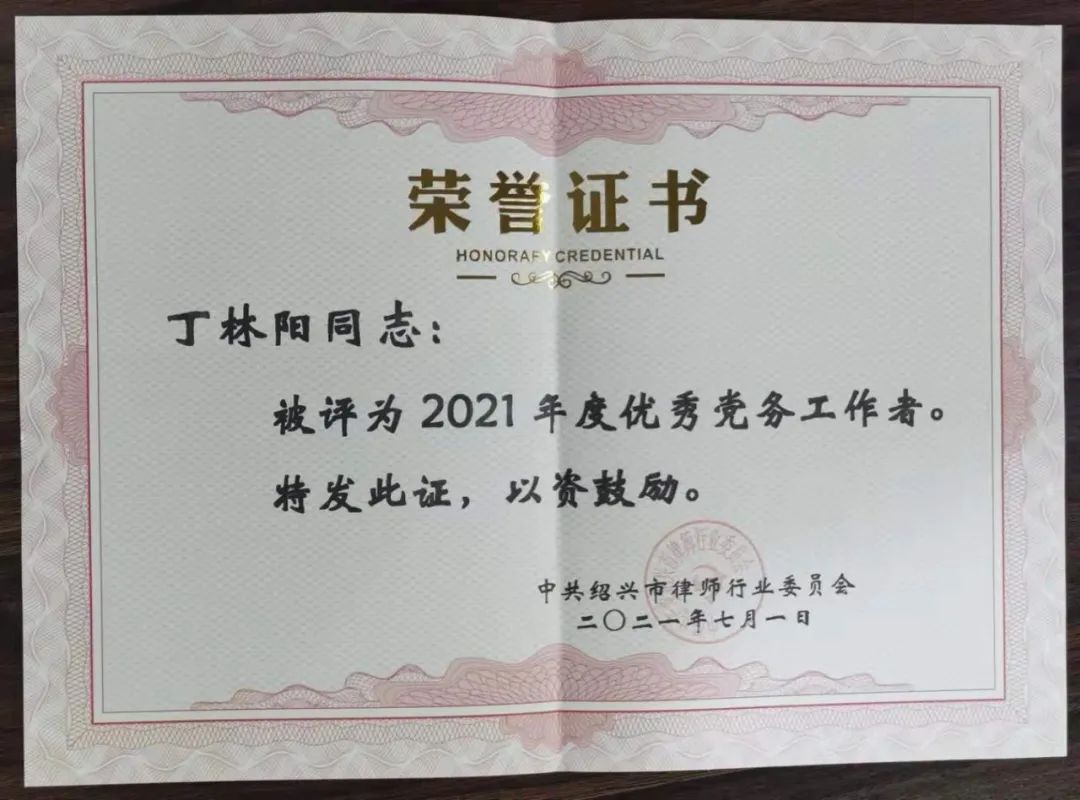 荣誉证书
HONORARY CREDENTIAL
丁林阳同志：
被评为2021年度优秀党务工作者。
特发此证，以资鼓励。
中共绍兴市律师行业委员会
二〇二一年七月一日